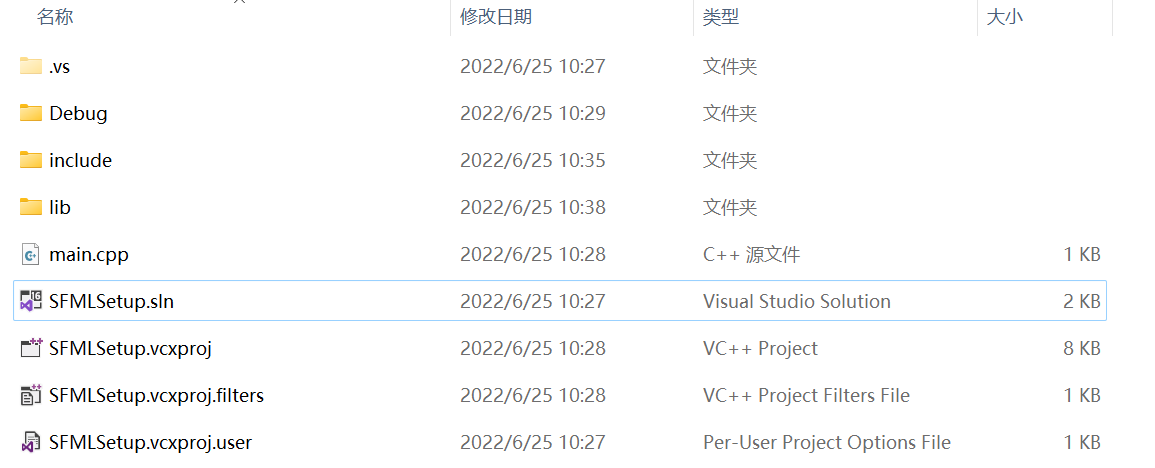 名称 修改日期 类型 大小
.vs 2022/6/25 10:27 文件夹
Debug 2022/6/25 10:29 文件夹
include 2022/6/25 10:35 文件夹
lib 2022/6/25 10:38 文件夹
main.cpp 2022/6/25 10:28 C++ 源文件 1 KB
SFMLSetup.sln 2022/6/25 10:27 Visual Studio Solution 2 KB
SFMLSetup.vcxproj 2022/6/25 10:28 VC++ Project 8 KB
SFMLSetup.vcxproj.filters 2022/6/25 10:28 VC++ Project Filters File 1 KB
SFMLSetup.vcxproj.user 2022/6/25 10:27 Per-User Project Options File 1 KB